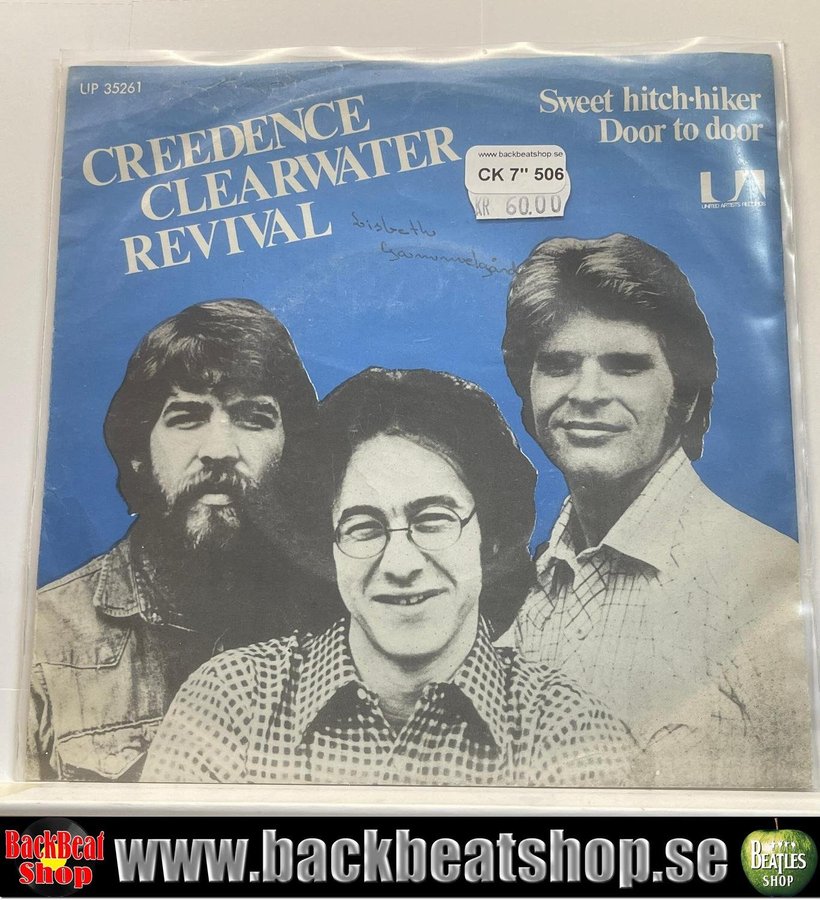 UP 35261
CREEDENCE
CLEARWATER
REVIVAL
Sweet hitch-hiker
Door to door
UNITED ARTISTS RECORDS
www.backbeatshop.se
CK 7" 506
KR 60.00
Lisbeth
BackBeat
Shop
www.backbeatshop.se
BEATLES
SHOP